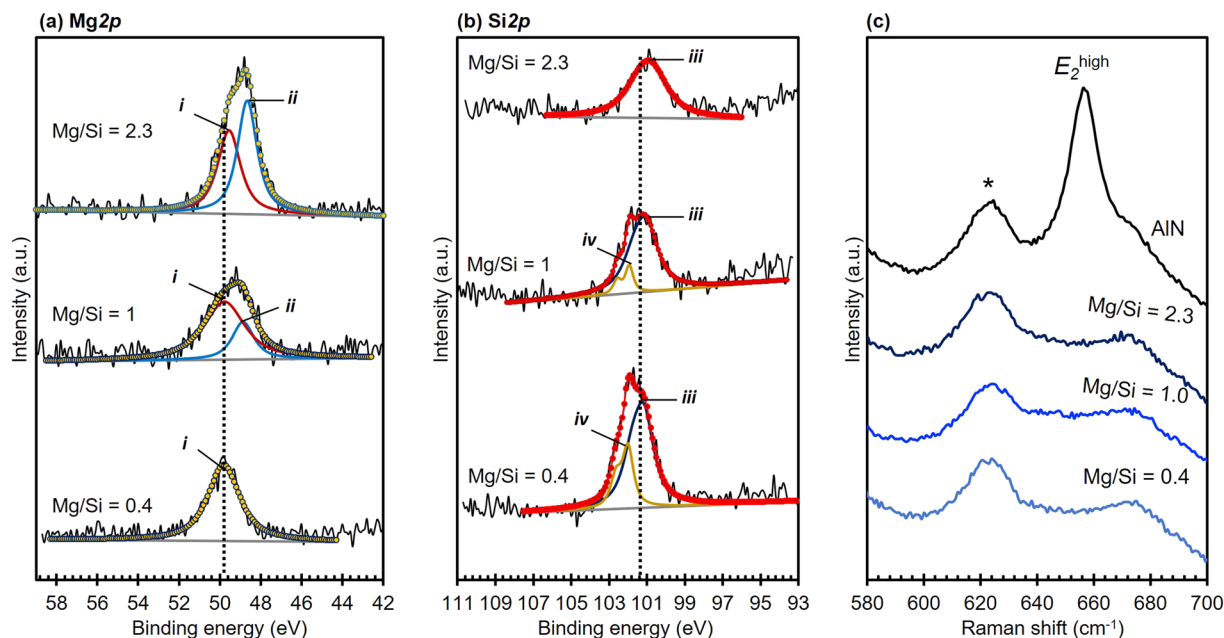 (a) Mg2p
Intensity (a.u.)
Mg/Si = 2.3
i
ii
Mg/Si = 1
i
ii
Mg/Si = 0.4
i
58 56 54 52 50 48 46 44 42
Binding energy (eV)
(b) Si2p
Intensity (a.u.)
Mg/Si = 2.3
iii
Mg/Si = 1
iv
iii
Mg/Si = 0.4
iv
iii
111 109 107 105 103 101 99 97 95 93
Binding energy (eV)
(c)
Intensity (a.u.)
E₂ʰⁱᵍʰ
*
AlN
Mg/Si = 2.3
Mg/Si = 1.0
Mg/Si = 0.4
580 600 620 640 660 680 700
Raman shift (cm⁻¹)